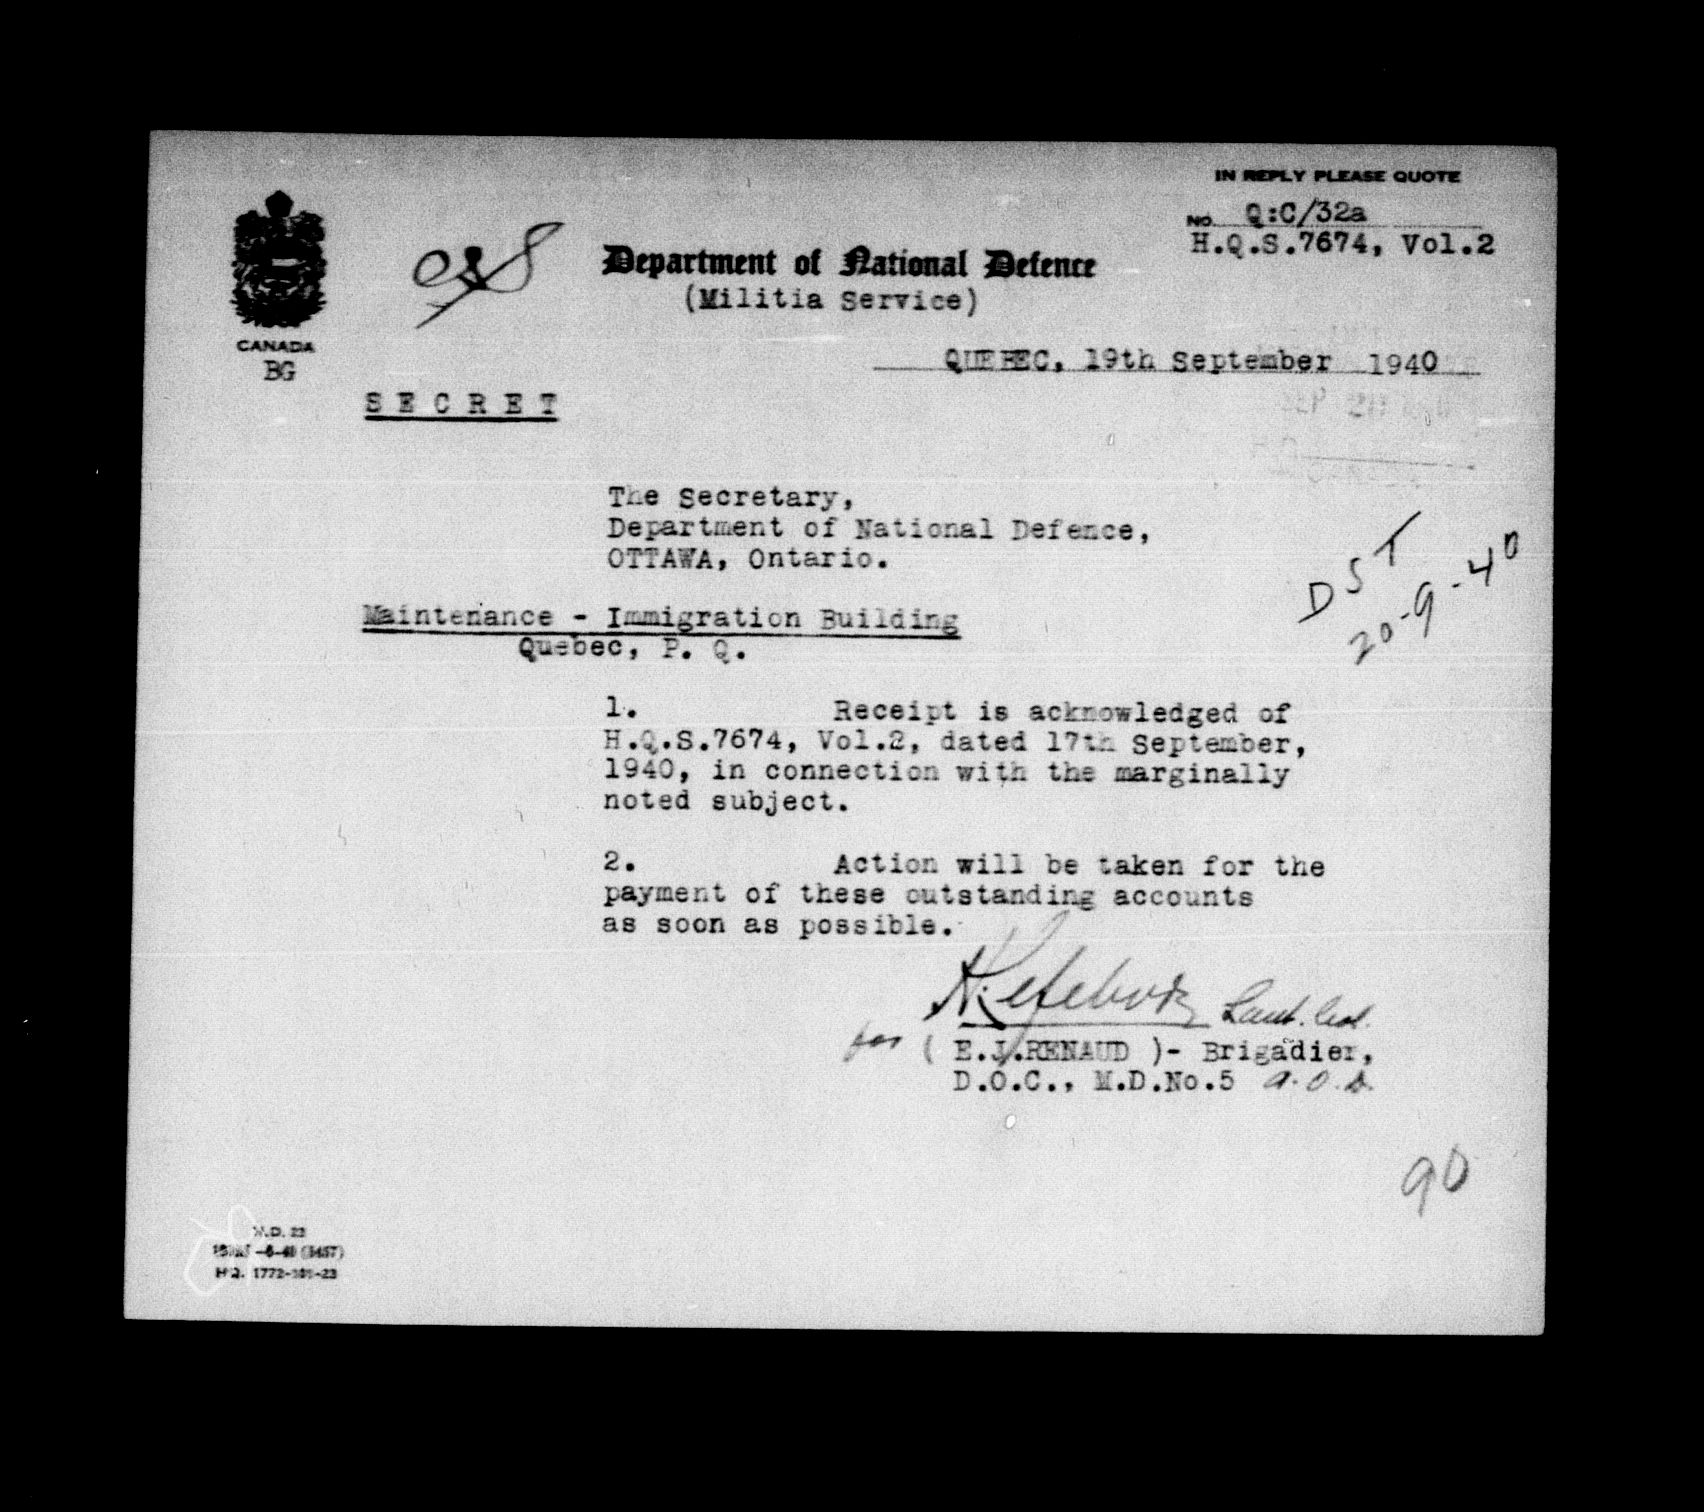 IN REPLY PLEASE QUOTE
No. Q:C/32a
H.Q.S.7674, Vol.2
Department of National Defence
(Militia Service)
CANADA
BG
QUEBEC, 19th September 1940
SECRET
The Secretary,
Department of National Defence,
OTTAWA, Ontario.
DST
20-9-40
Maintenance - Immigration Building
Quebec, P. Q.
1. Receipt is acknowledged of
H.Q.S.7674, Vol.2, dated 17th September,
1940, in connection with the marginally
noted subject.
2. Action will be taken for the
payment of these outstanding accounts
as soon as possible.
Lieut. Col.
for ( E.J.RENAUD )- Brigadier,
D.O.C., M.D.No.5
90
H.Q. 1772-